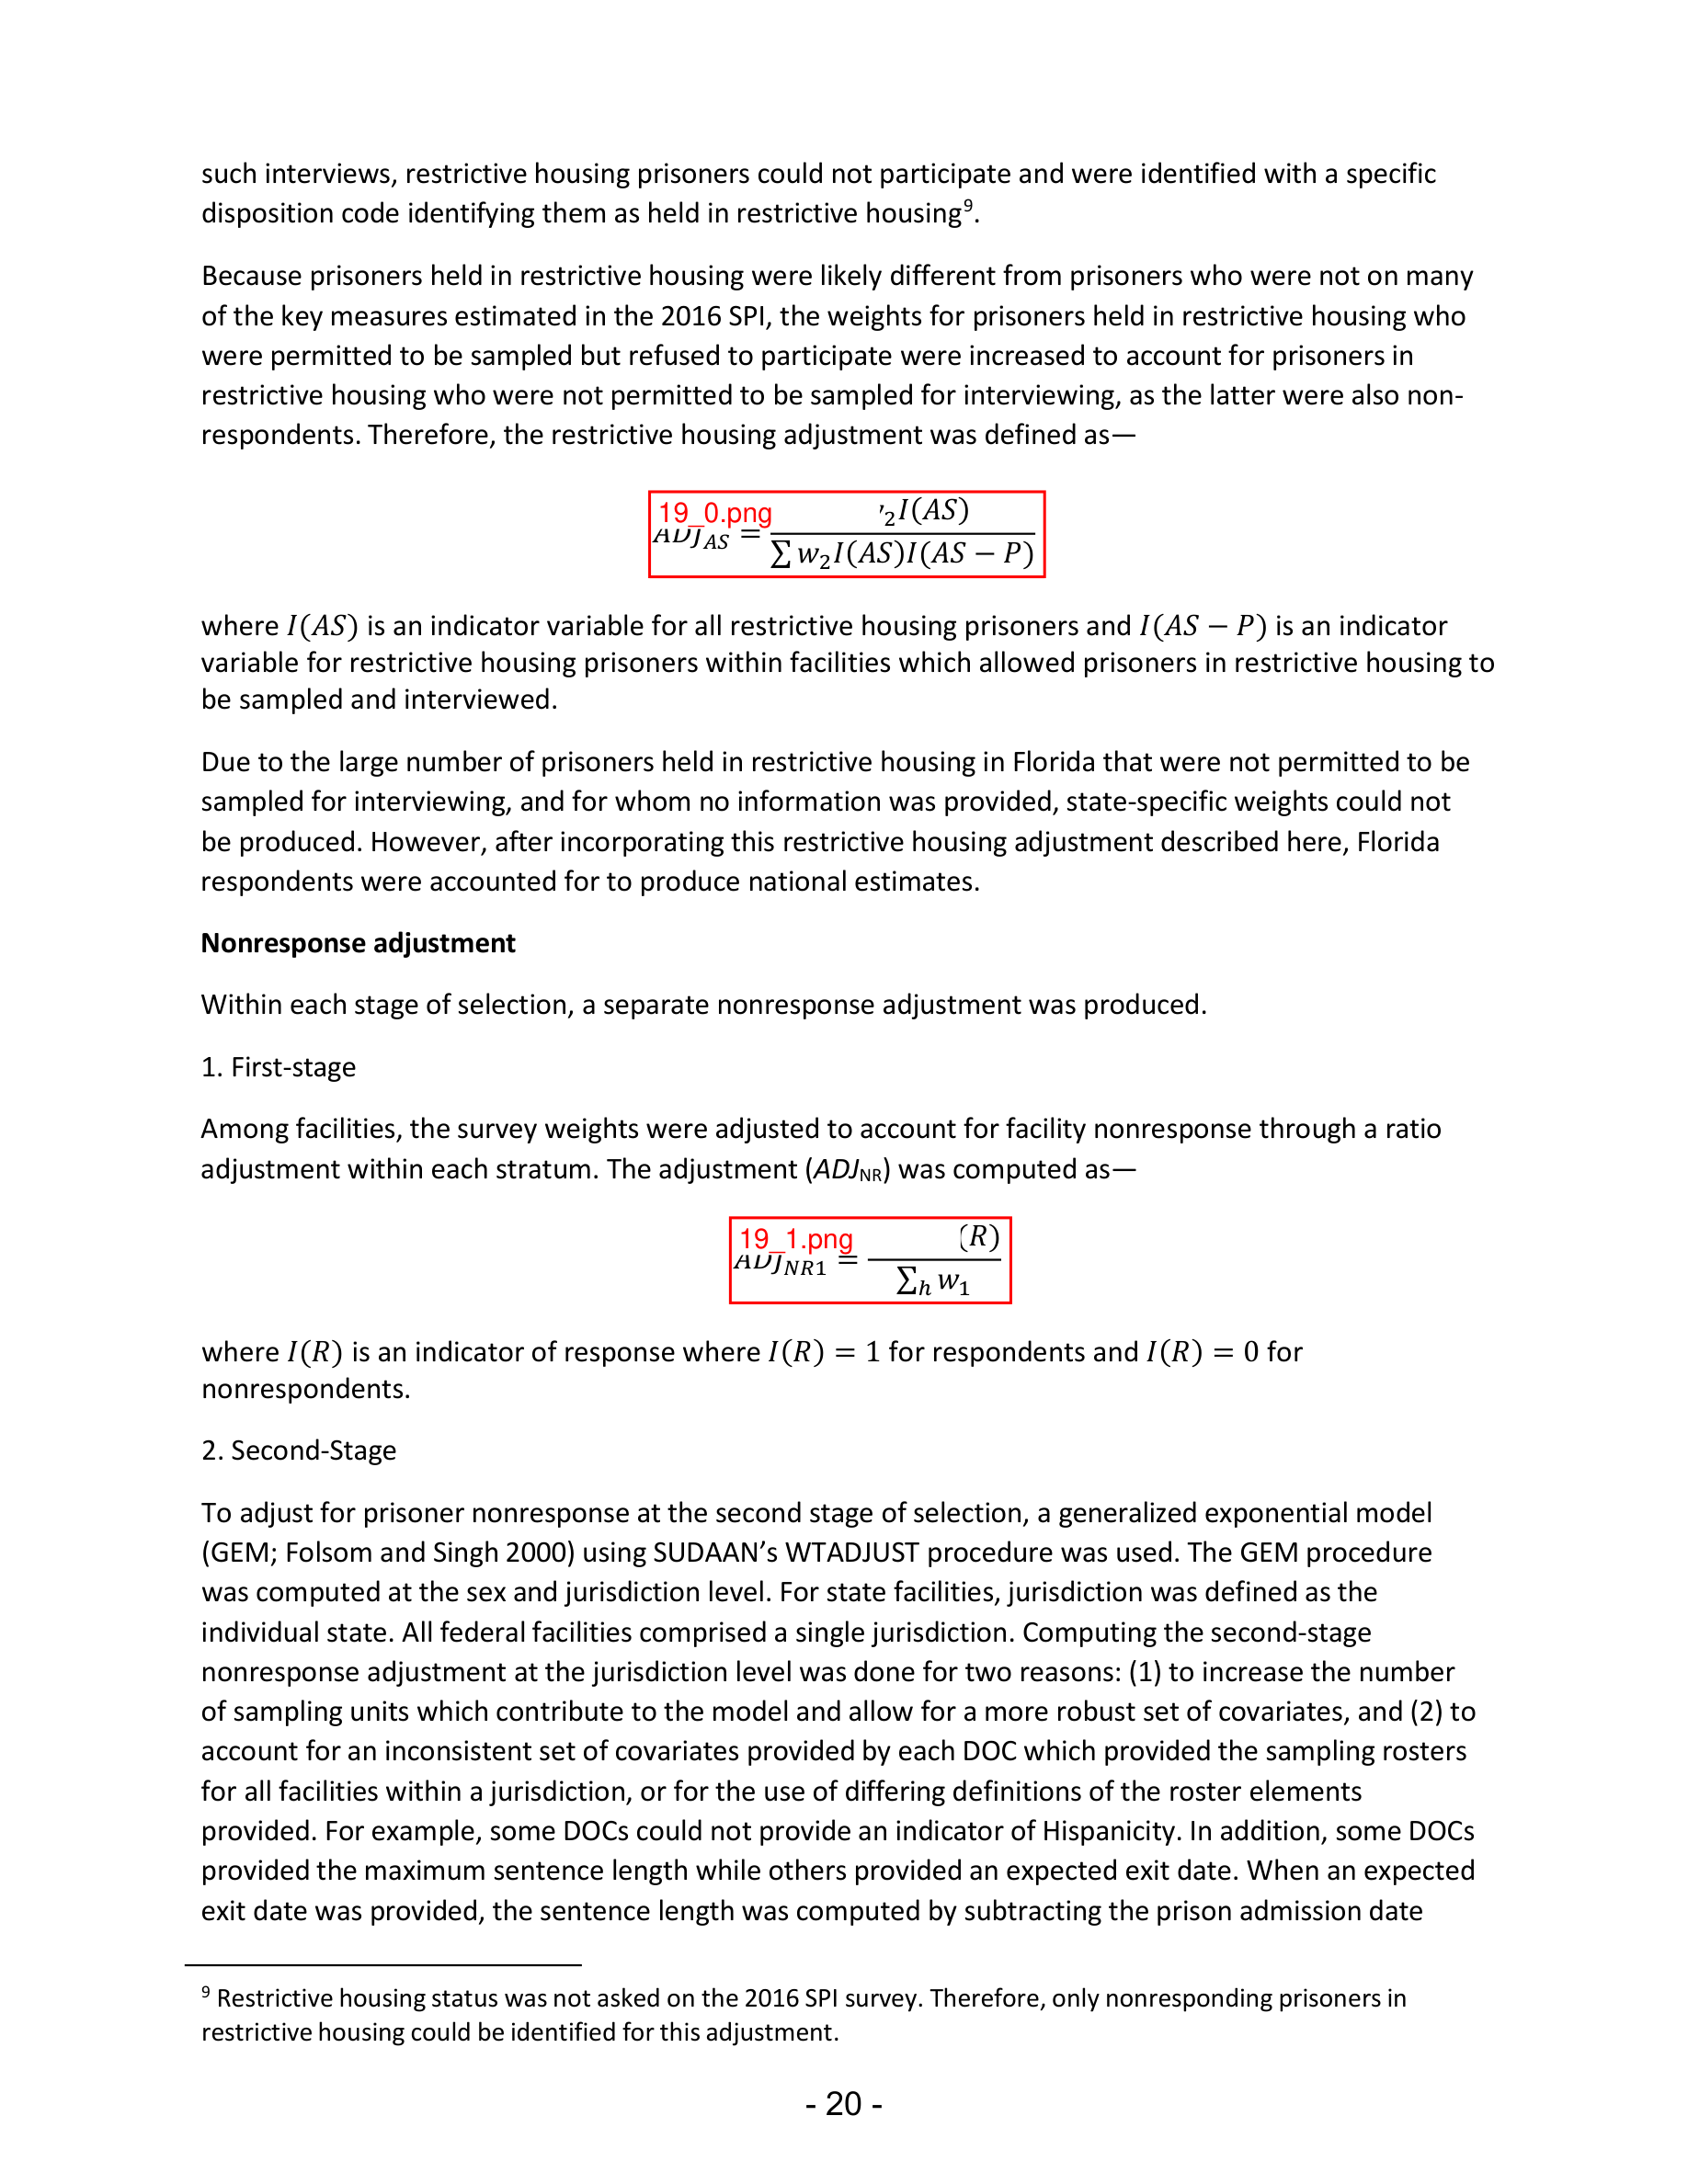 such interviews, restrictive housing prisoners could not participate and were identified with a specific
disposition code identifying them as held in restrictive housing⁹.
Because prisoners held in restrictive housing were likely different from prisoners who were not on many
of the key measures estimated in the 2016 SPI, the weights for prisoners held in restrictive housing who
were permitted to be sampled but refused to participate were increased to account for prisoners in
restrictive housing who were not permitted to be sampled for interviewing, as the latter were also non-
respondents. Therefore, the restrictive housing adjustment was defined as—
19_0.png
₂I(AS)
ADJ_AS =
∑ w₂I(AS)I(AS − P)
where I(AS) is an indicator variable for all restrictive housing prisoners and I(AS − P) is an indicator
variable for restrictive housing prisoners within facilities which allowed prisoners in restrictive housing to
be sampled and interviewed.
Due to the large number of prisoners held in restrictive housing in Florida that were not permitted to be
sampled for interviewing, and for whom no information was provided, state-specific weights could not
be produced. However, after incorporating this restrictive housing adjustment described here, Florida
respondents were accounted for to produce national estimates.
Nonresponse adjustment
Within each stage of selection, a separate nonresponse adjustment was produced.
1. First-stage
Among facilities, the survey weights were adjusted to account for facility nonresponse through a ratio
adjustment within each stratum. The adjustment (ADJNR) was computed as—
19_1.png
(R)
ADJ_NR1 =
∑ₕ w₁
where I(R) is an indicator of response where I(R) = 1 for respondents and I(R) = 0 for
nonrespondents.
2. Second-Stage
To adjust for prisoner nonresponse at the second stage of selection, a generalized exponential model
(GEM; Folsom and Singh 2000) using SUDAAN’s WTADJUST procedure was used. The GEM procedure
was computed at the sex and jurisdiction level. For state facilities, jurisdiction was defined as the
individual state. All federal facilities comprised a single jurisdiction. Computing the second-stage
nonresponse adjustment at the jurisdiction level was done for two reasons: (1) to increase the number
of sampling units which contribute to the model and allow for a more robust set of covariates, and (2) to
account for an inconsistent set of covariates provided by each DOC which provided the sampling rosters
for all facilities within a jurisdiction, or for the use of differing definitions of the roster elements
provided. For example, some DOCs could not provide an indicator of Hispanicity. In addition, some DOCs
provided the maximum sentence length while others provided an expected exit date. When an expected
exit date was provided, the sentence length was computed by subtracting the prison admission date
⁹ Restrictive housing status was not asked on the 2016 SPI survey. Therefore, only nonresponding prisoners in
restrictive housing could be identified for this adjustment.
- 20 -